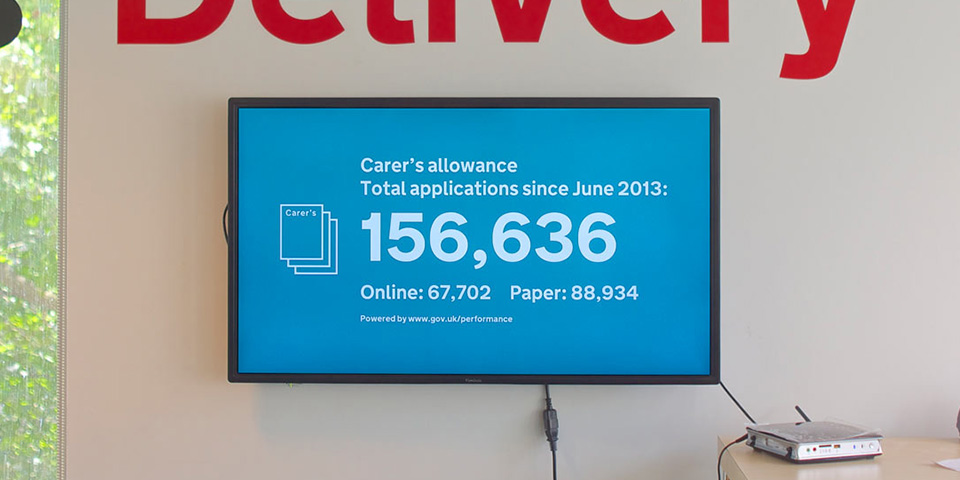 Delivery
Carer's allowance
Total applications since June 2013:
Carer's
156,636
Online: 67,702 Paper: 88,934
Powered by www.gov.uk/performance